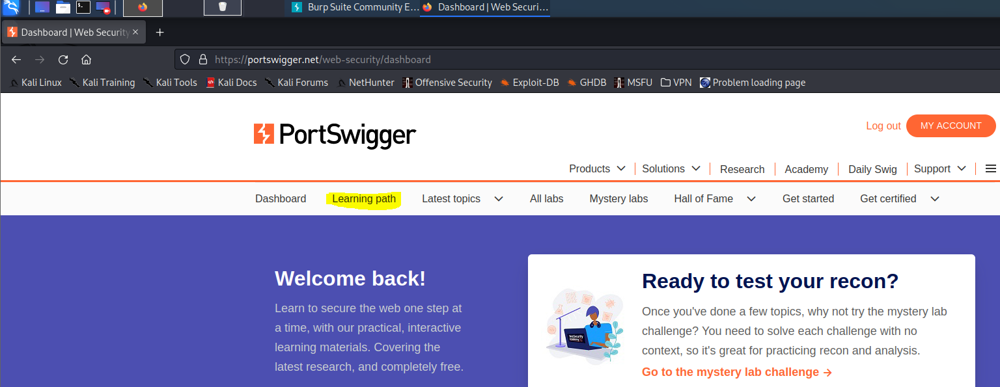 Burp Suite Community E... Dashboard | Web Securi...
Dashboard | Web Security
https://portswigger.net/web-security/dashboard
Kali Linux Kali Training Kali Tools Kali Docs Kali Forums NetHunter Offensive Security Exploit-DB GHDB MSFU VPN Problem loading page
PortSwigger
Log out MY ACCOUNT
Products Solutions Research Academy Daily Swig Support
Dashboard Learning path Latest topics All labs Mystery labs Hall of Fame Get started Get certified
Welcome back!
Learn to secure the web one step at
a time, with our practical, interactive
learning materials. Covering the
latest research, and completely free.
Ready to test your recon?
Once you've done a few topics, why not try the mystery lab
challenge? You need to solve each challenge with no
context, so it's great for practicing recon and analysis.
Go to the mystery lab challenge →